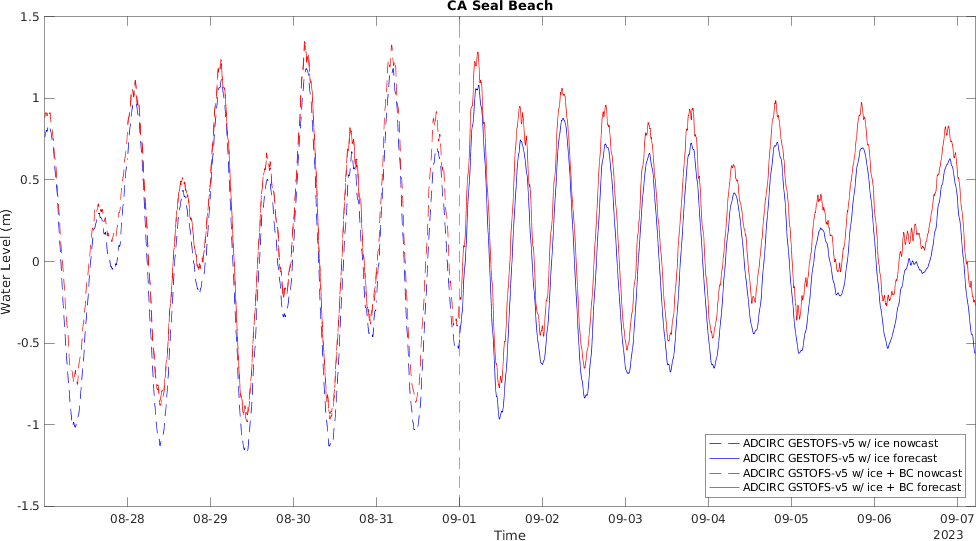 CA Seal Beach
1.5
1
0.5
0
-0.5
-1
-1.5
Water Level (m)
08-28 08-29 08-30 08-31 09-01 09-02 09-03 09-04 09-05 09-06 09-07
Time
2023
ADCIRC GESTOFS-v5 w/ ice nowcast
ADCIRC GESTOFS-v5 w/ ice forecast
ADCIRC GSTOFS-v5 w/ ice + BC nowcast
ADCIRC GSTOFS-v5 w/ ice + BC forecast